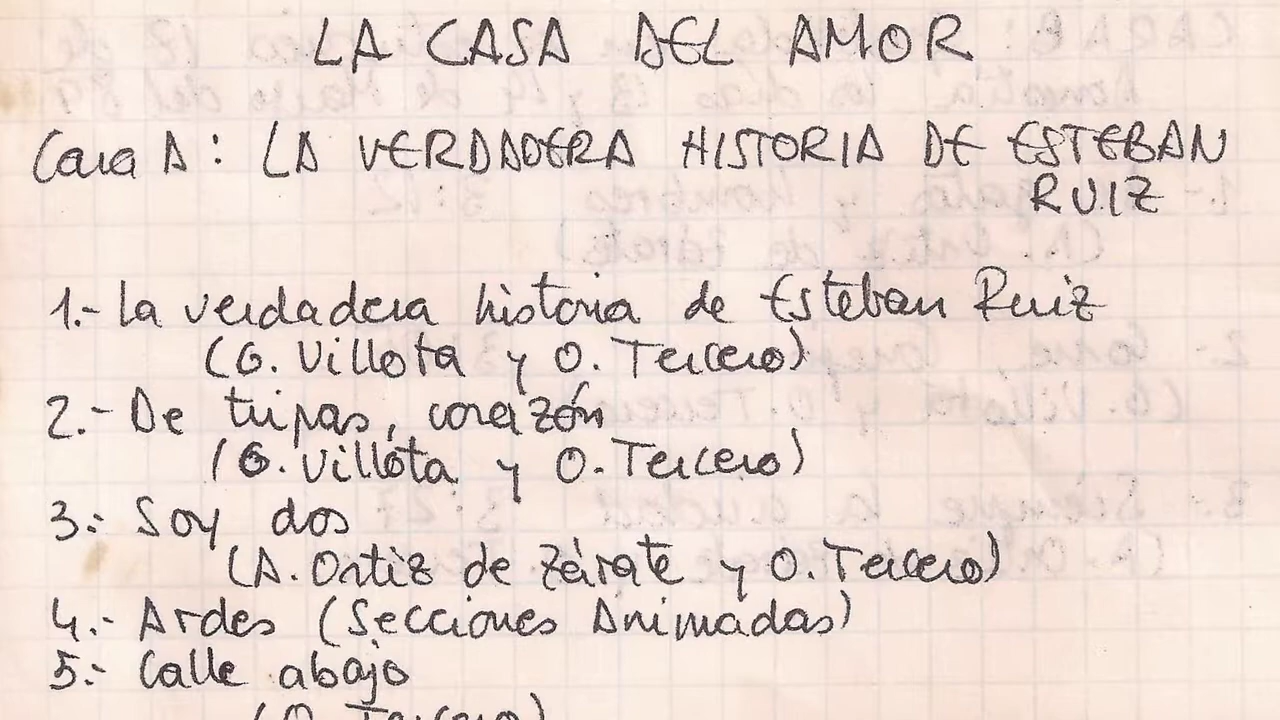 LA CASA DEL AMOR
Cara A: LA VERDADERA HISTORIA DE ESTEBAN
RUIZ
1.- La verdadera historia de Esteban Ruiz
(G. Villota y O. Tercero)
2.- De tripas, corazón
(G. Villota y O. Tercero)
3.- Soy dos
(A. Ortiz de Zárate y O. Tercero)
4.- Ardes (Secciones Animadas)
5.- Calle abajo
(O. Tercero)